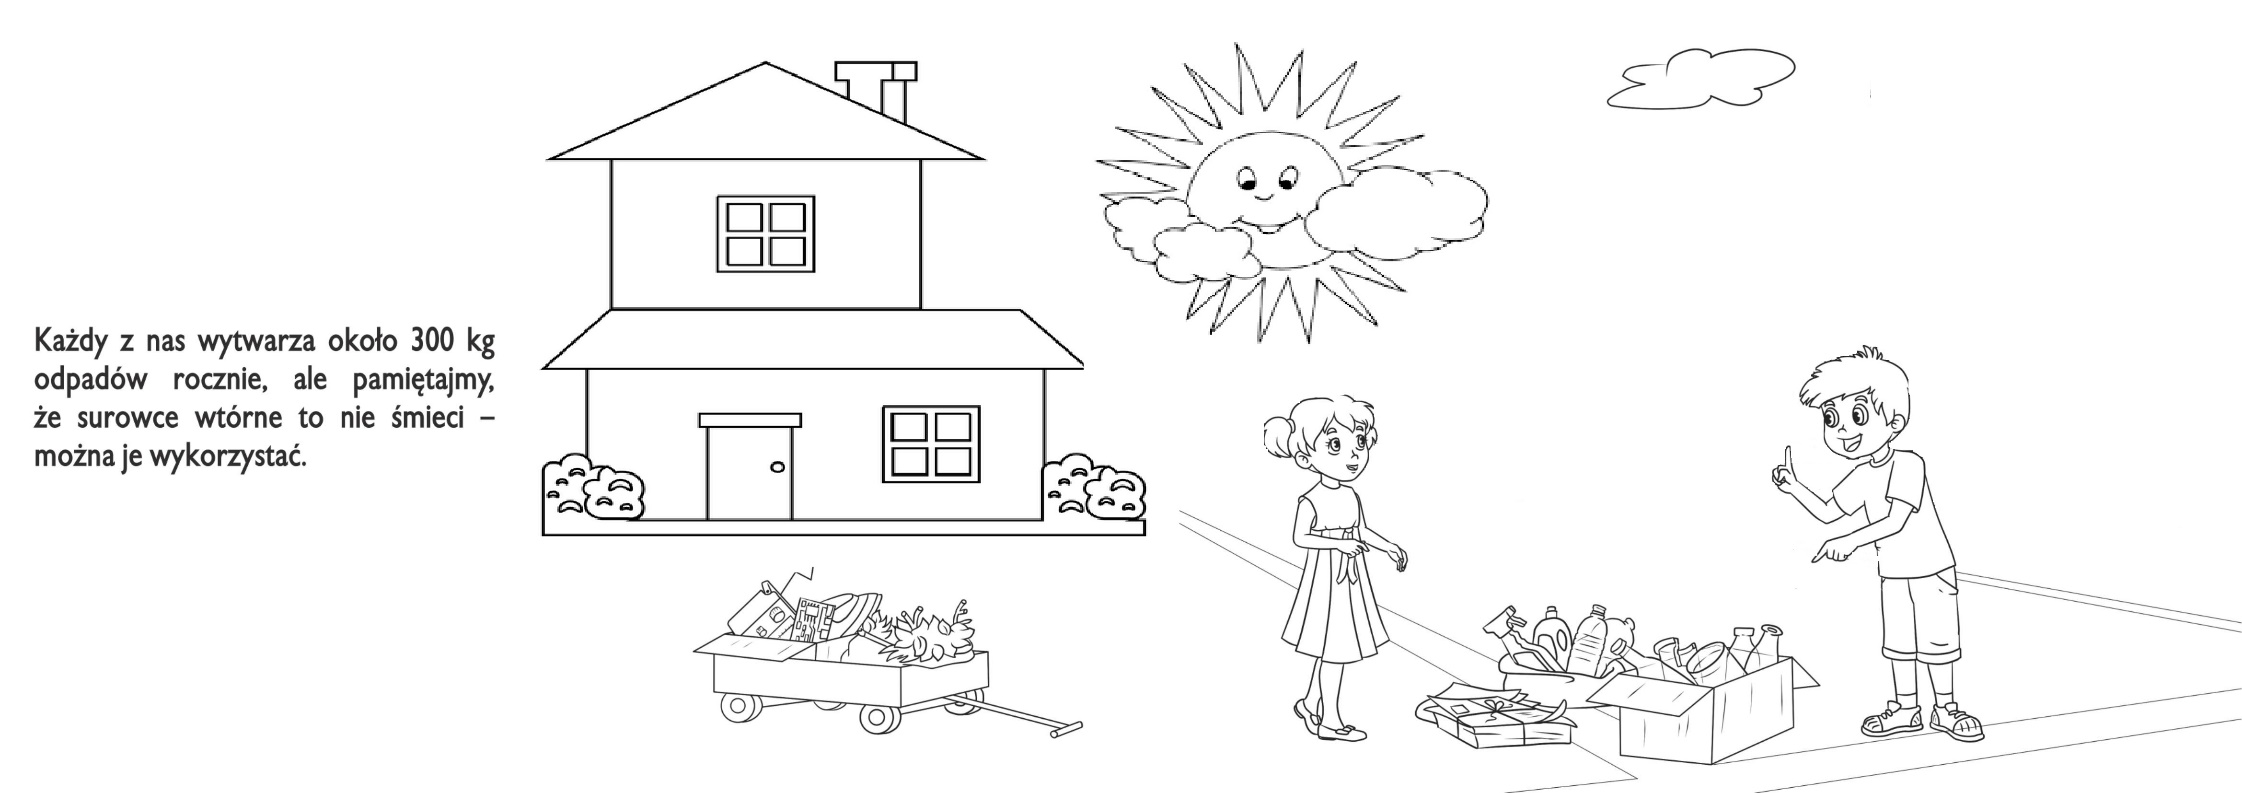 Każdy z nas wytwarza około 300 kg
odpadów rocznie, ale pamiętajmy,
że surowce wtórne to nie śmieci –
można je wykorzystać.